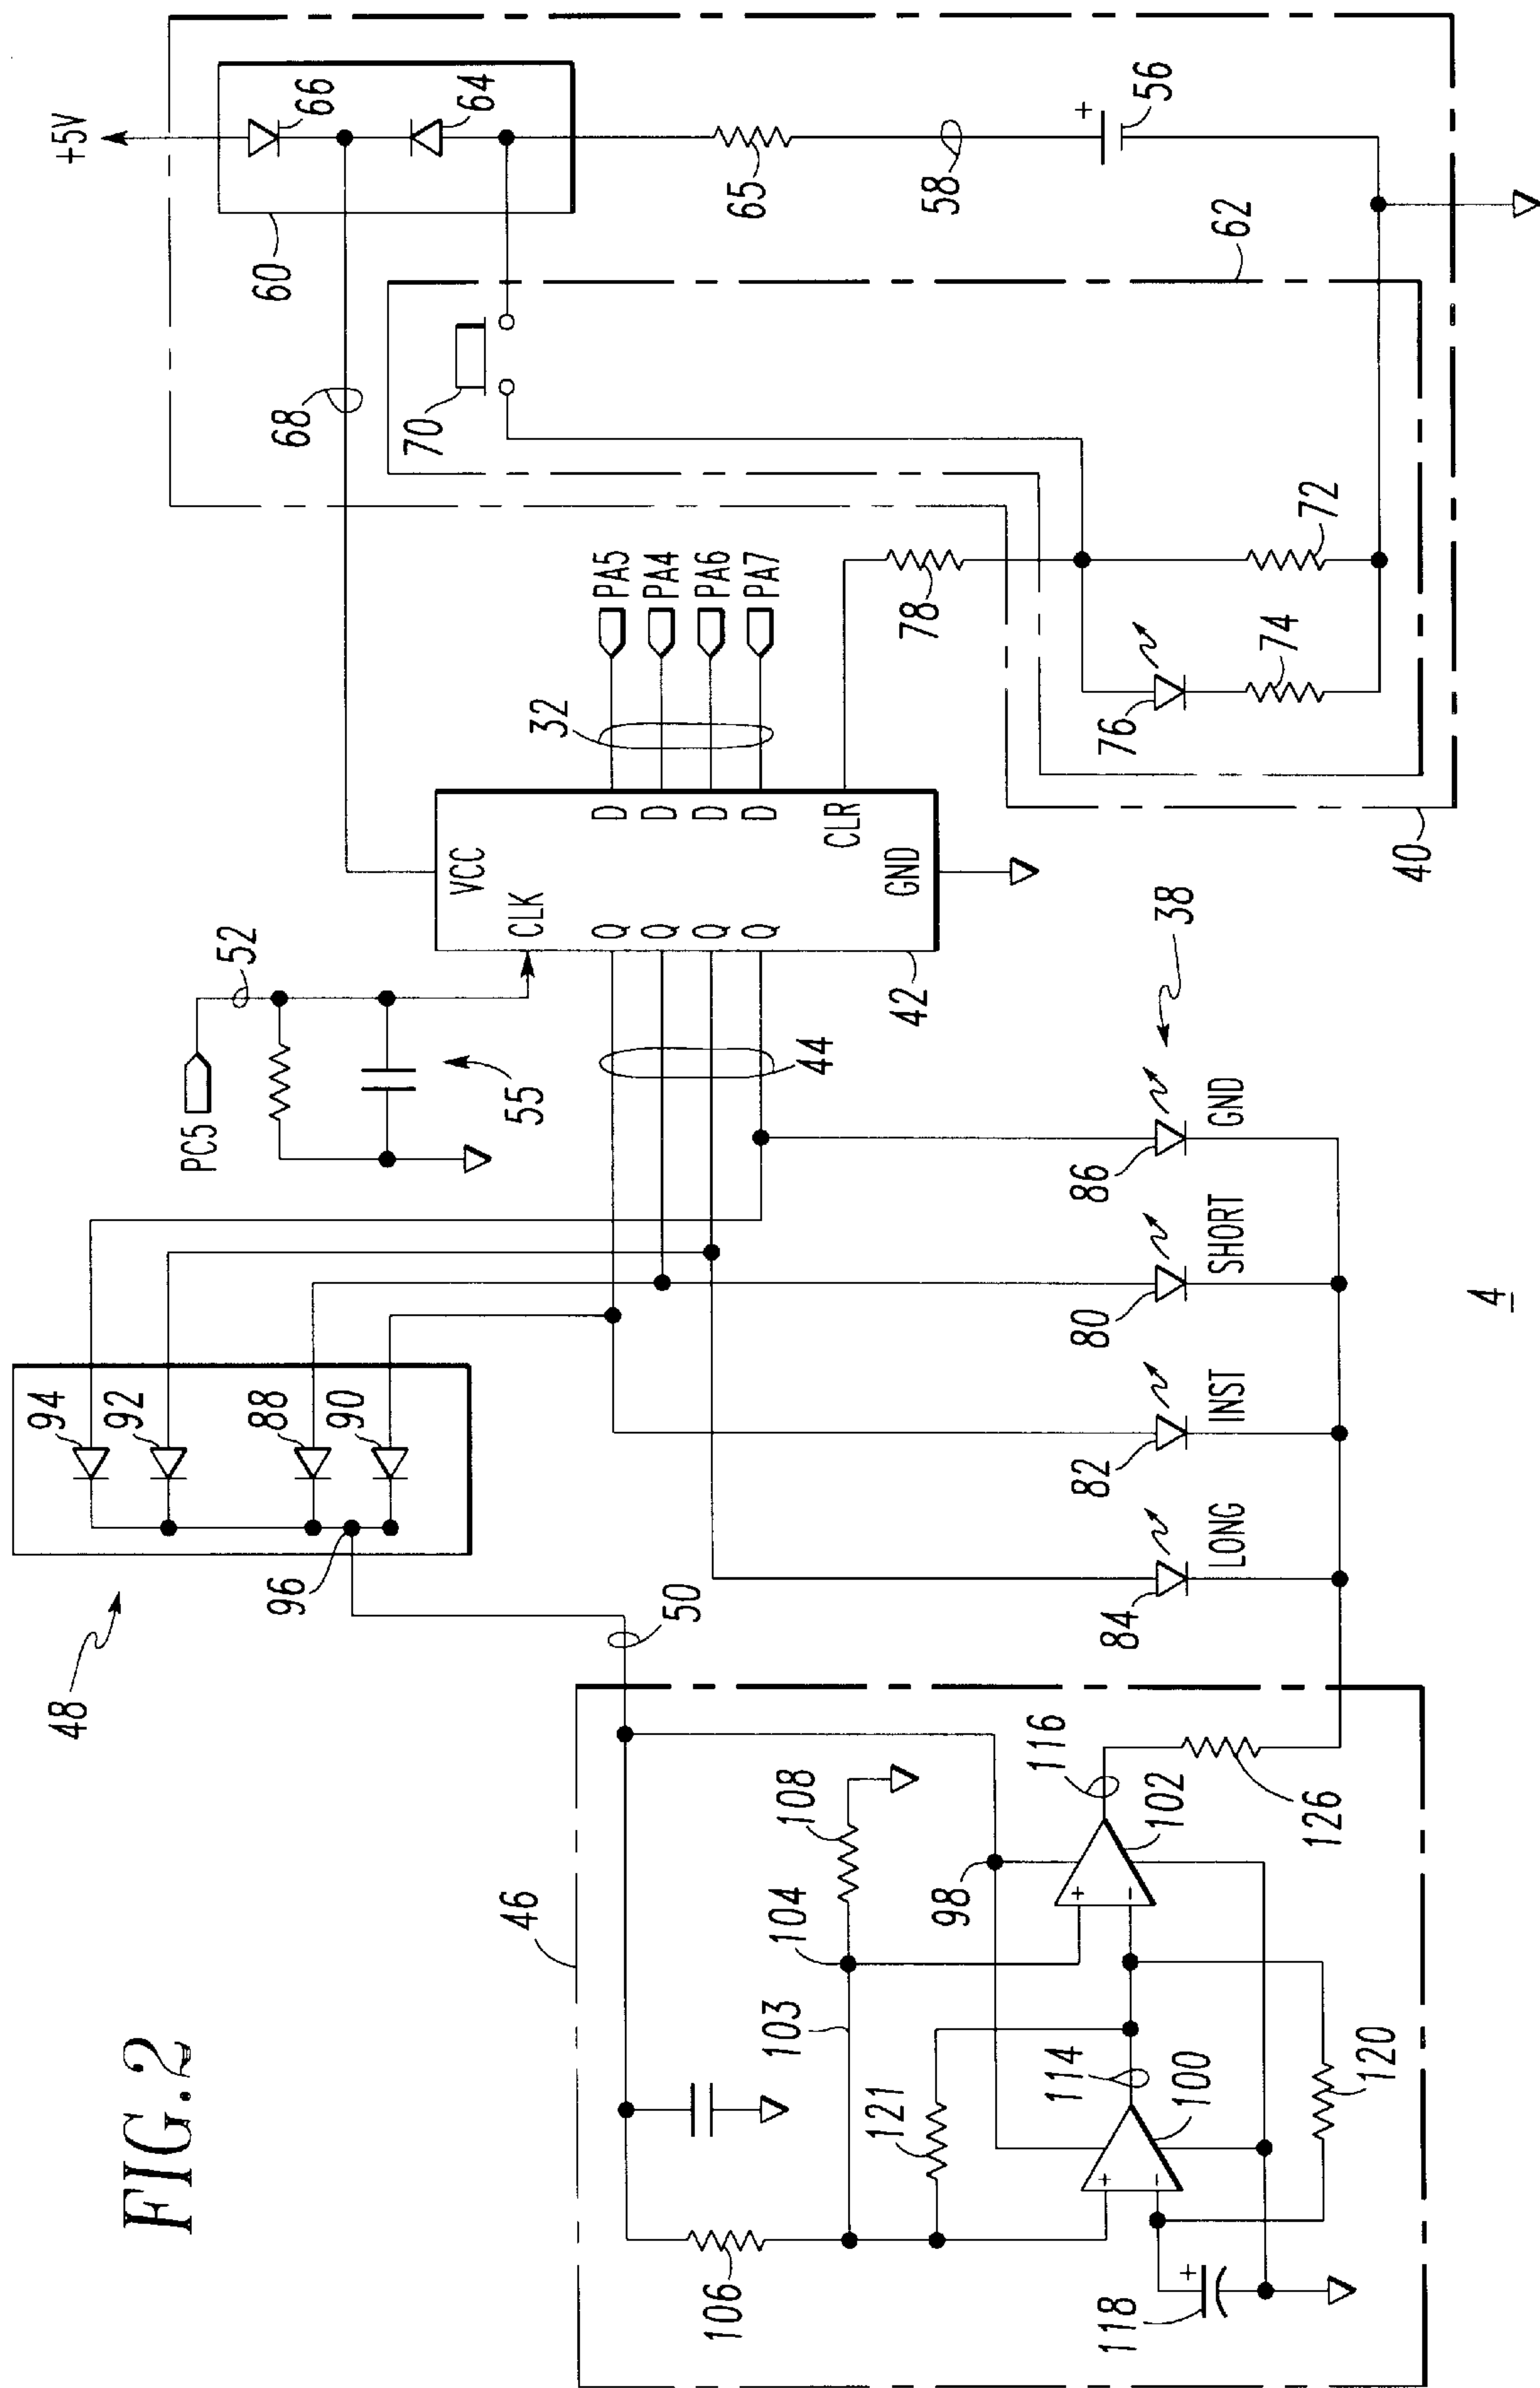 FIG.2
+5V
66
64
60
65
58
+
56
68
62
70
PA5
PA4
PA6
PA7
32
78
72
74
76
40
VCC
CLK
D
D
D
D
Q
Q
Q
Q
CLR
GND
42
PC5
52
55
44
38
94
92
88
90
96
48
50
86
GND
80
SHORT
82
INST
84
LONG
46
108
104
98
116
102
126
103
121
114
100
120
106
118
+
+
−
+
−
4